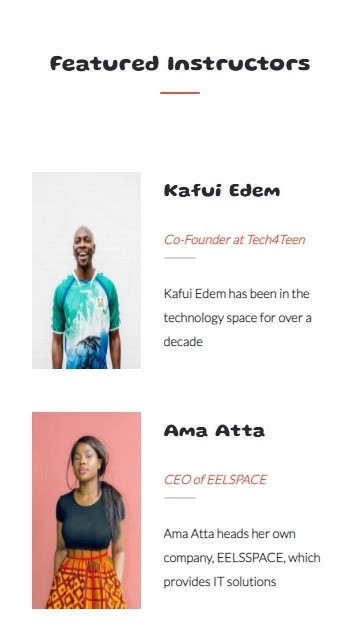 Featured Instructors
Kafui Edem
Co-Founder at Tech4Teen
Kafui Edem has been in the
technology space for over a
decade
Ama Atta
CEO of EELSPACE
Ama Atta heads her own
company, EELSSPACE, which
provides IT solutions